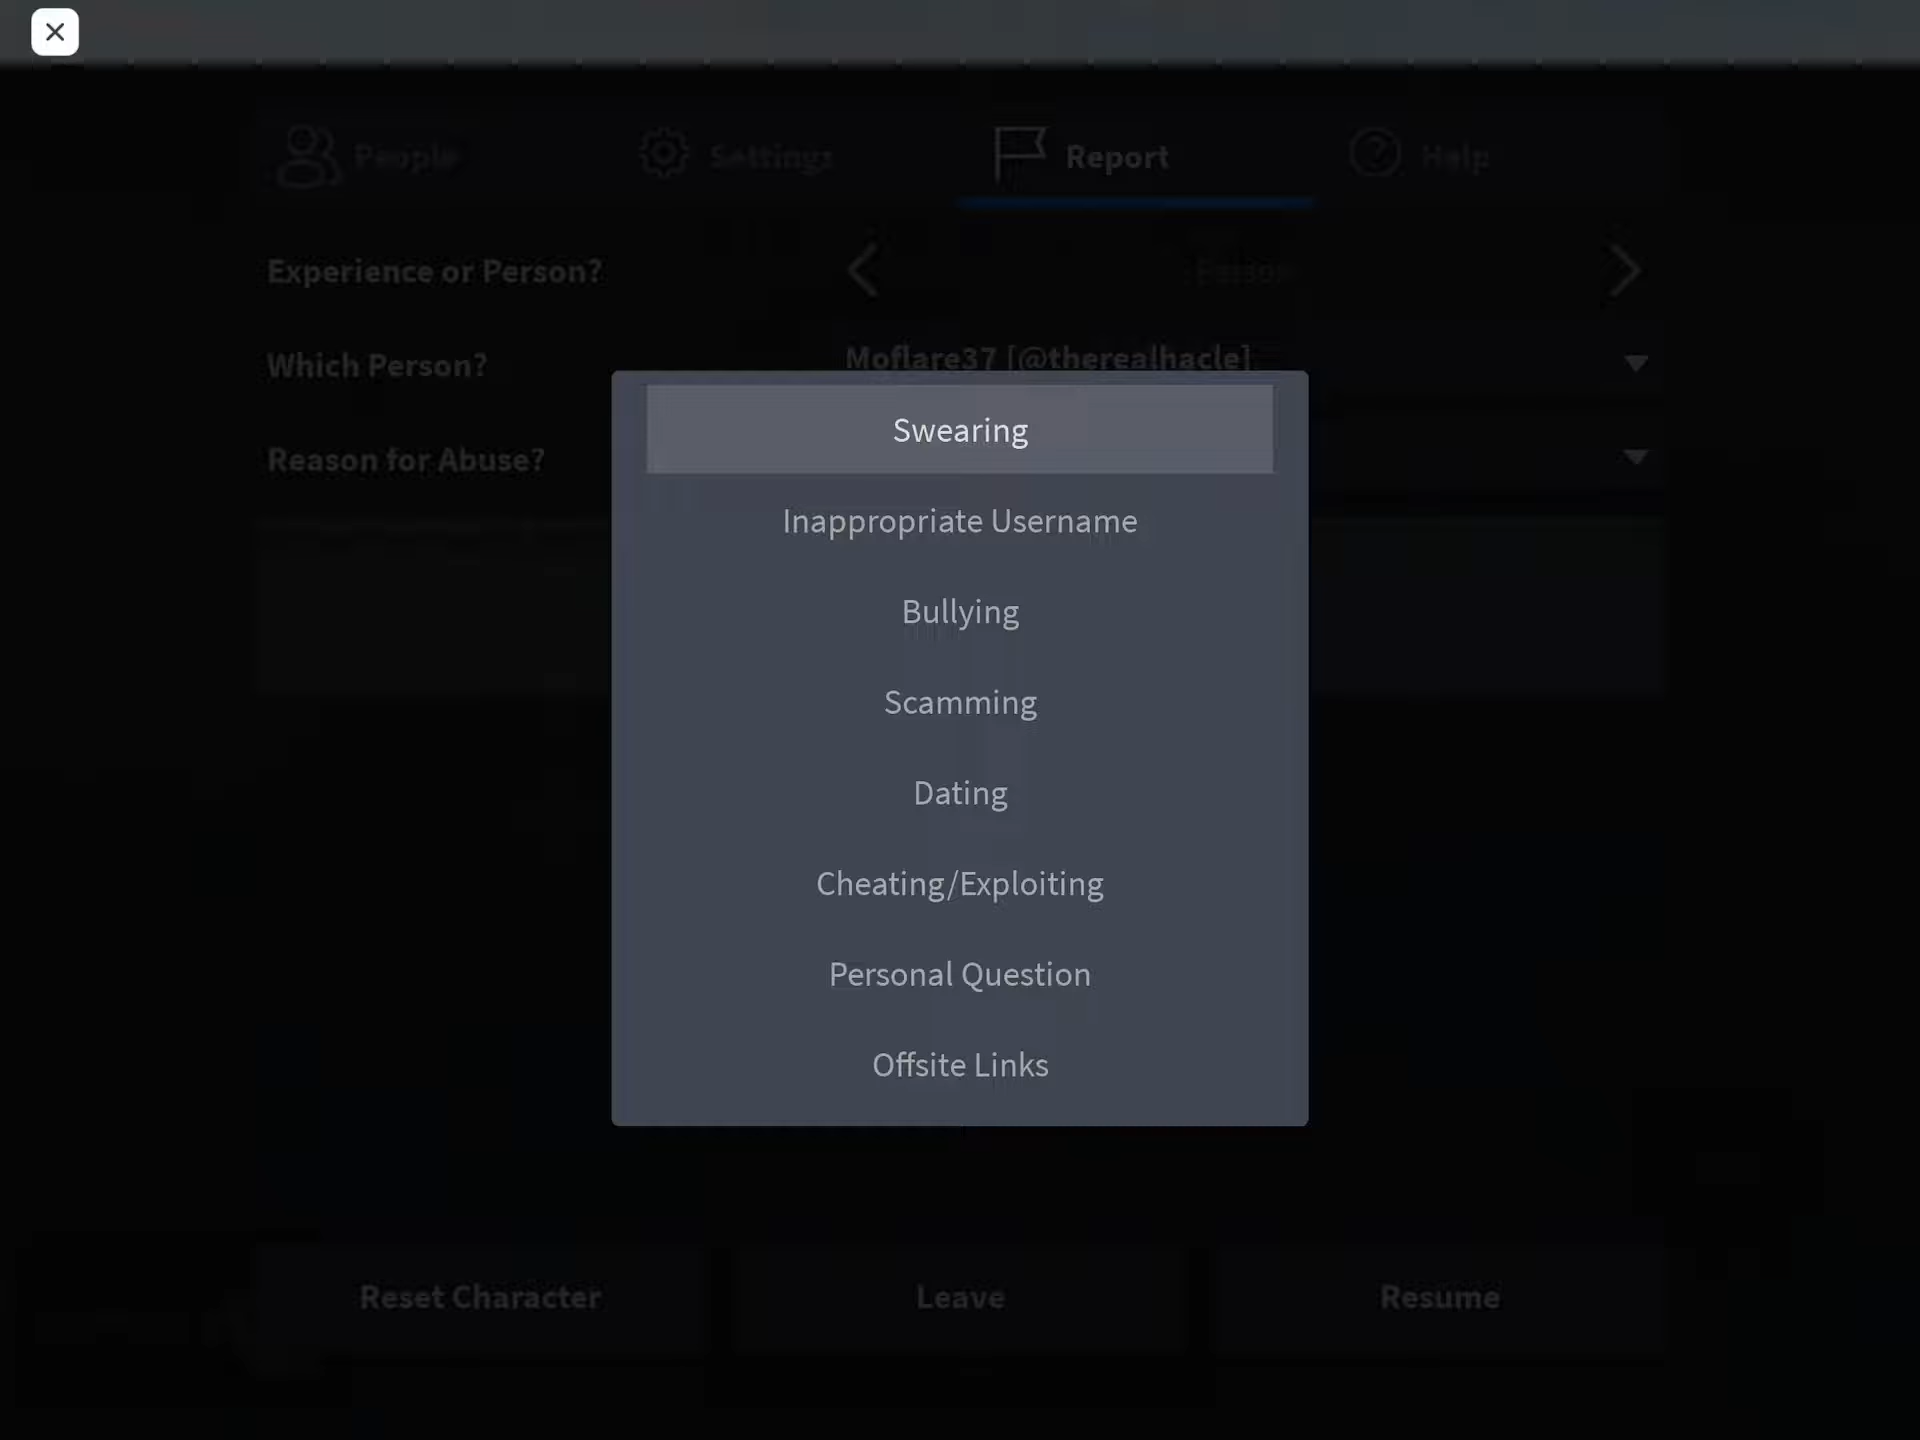 People
Settings
Report
Help
Experience or Person?
Person
Which Person?
Moflare37 [@therealhacle]
Reason for Abuse?
Swearing
Inappropriate Username
Bullying
Scamming
Dating
Cheating/Exploiting
Personal Question
Offsite Links
Reset Character
Leave
Resume